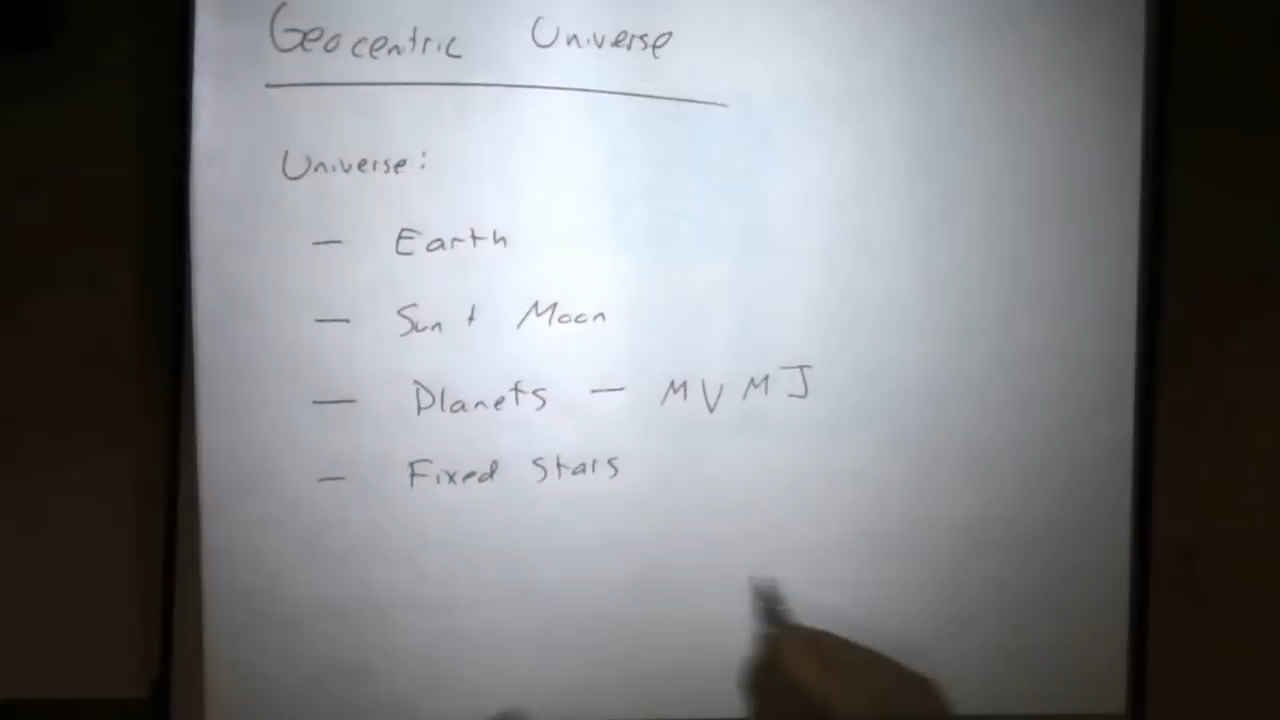 Geocentric Universe
Universe:
— Earth
— Sun + Moon
— Planets — M V M J
— Fixed Stars